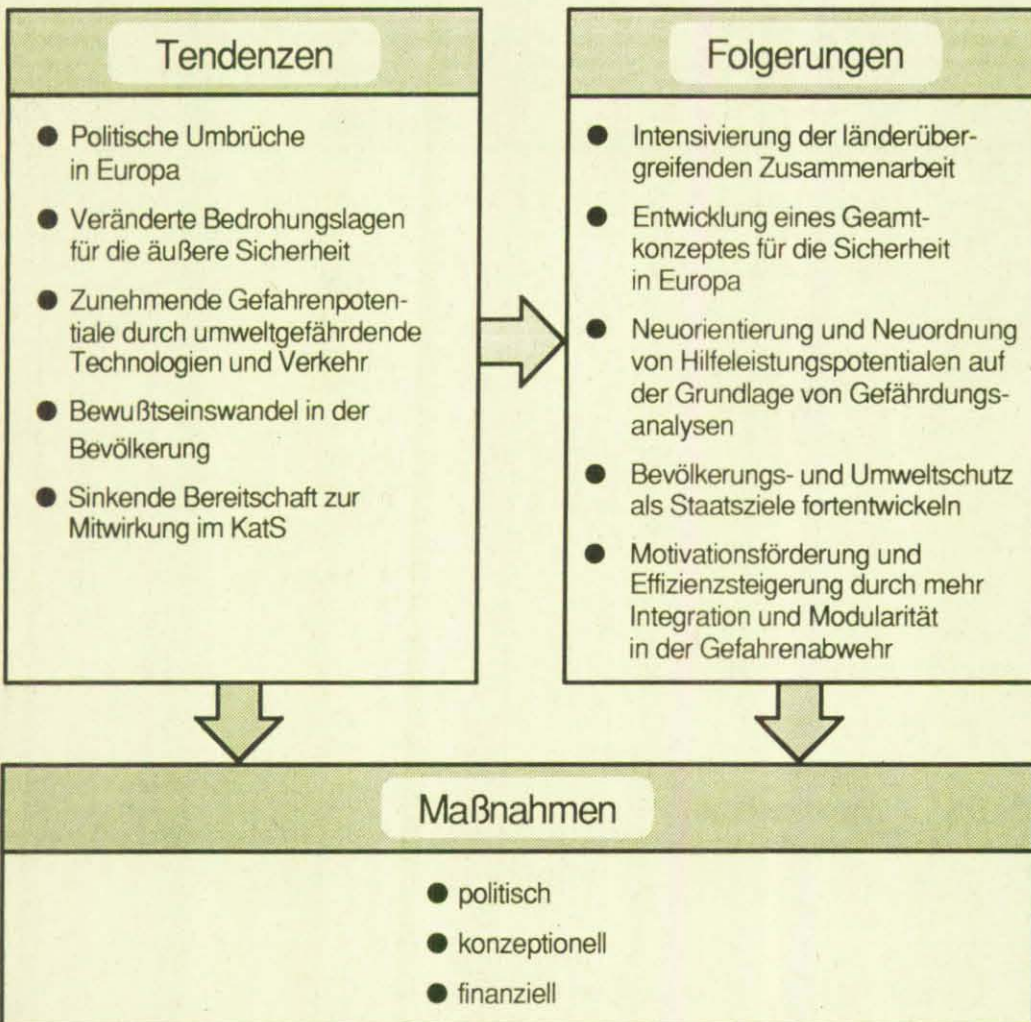 Tendenzen
● Politische Umbrüche
in Europa
● Veränderte Bedrohungslagen
für die äußere Sicherheit
● Zunehmende Gefahrenpoten-
tiale durch umweltgefährdende
Technologien und Verkehr
● Bewußtseinswandel in der
Bevölkerung
● Sinkende Bereitschaft zur
Mitwirkung im KatS
Folgerungen
● Intensivierung der länderüber-
greifenden Zusammenarbeit
● Entwicklung eines Geamt-
konzeptes für die Sicherheit
in Europa
● Neuorientierung und Neuordnung
von Hilfeleistungspotentialen auf
der Grundlage von Gefährdungs-
analysen
● Bevölkerungs- und Umweltschutz
als Staatsziele fortentwickeln
● Motivationsförderung und
Effizienzsteigerung durch mehr
Integration und Modularität
in der Gefahrenabwehr
Maßnahmen
● politisch
● konzeptionell
● finanziell